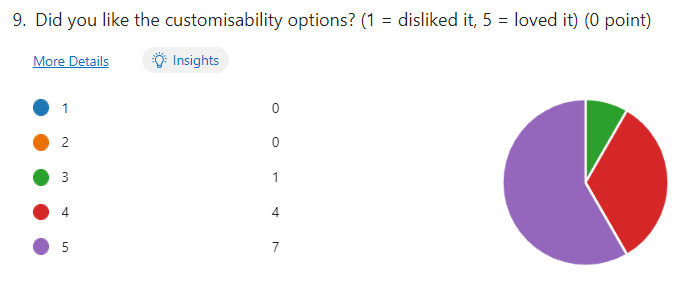 9. Did you like the customisability options? (1 = disliked it, 5 = loved it) (0 point)
More Details Insights
1 0
2 0
3 1
4 4
5 7